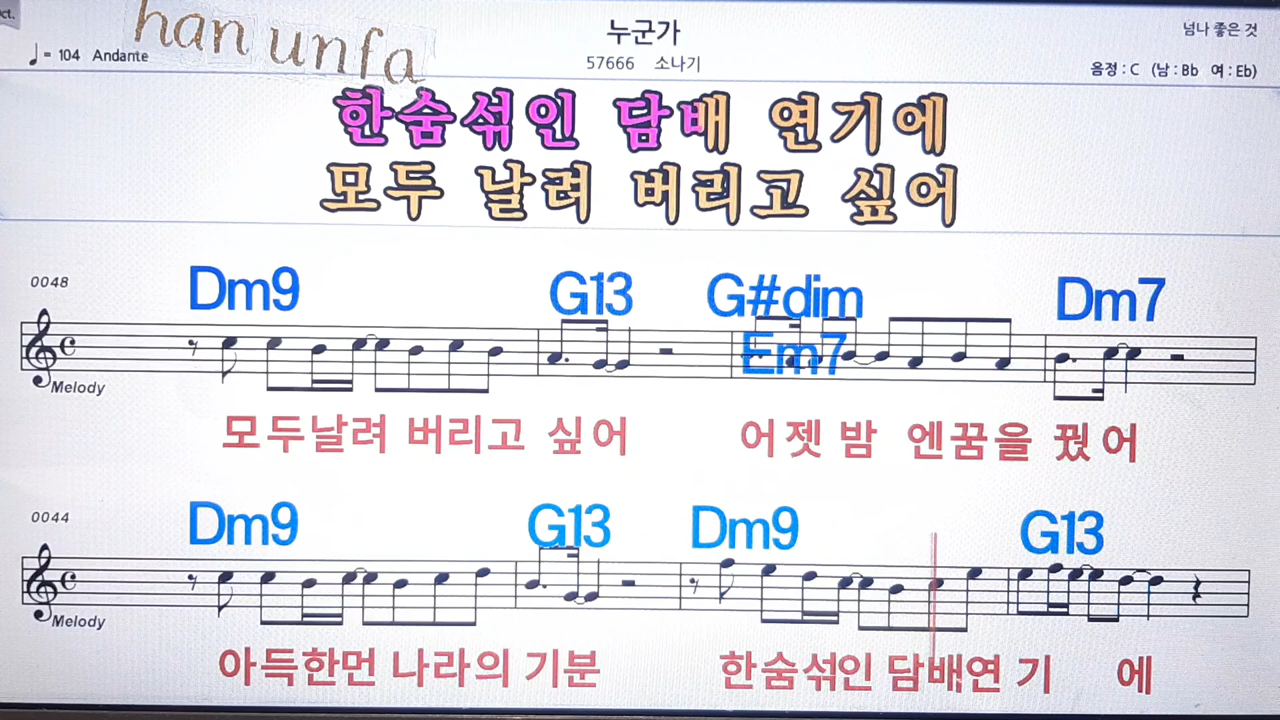 ct.
han unfa
누군가
넘나 좋은 것
♩= 104 Andante
57666 소나기
음정 : C (남 : Bb 여 : Eb)
한숨섞인 담배 연기에
모두 날려 버리고 싶어
0048
Dm9 G13 G#dim Dm7
Em7
Melody
모두날려 버리고 싶어 어젯 밤 엔꿈을 꿨 어
0044
Dm9 G13 Dm9 G13
Melody
아득한먼 나라의 기분 한숨섞인 담배연 기 에